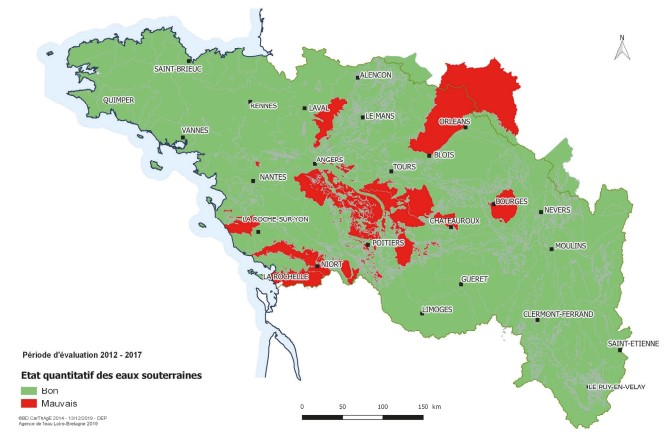 N
ALENCON
SAINT-BRIEUC
QUIMPER
RENNES
LAVAL
LE MANS
ORLEANS
VANNES
BLOIS
ANGERS
TOURS
NANTES
BOURGES
NEVERS
LA ROCHE-SUR-YON
CHATEAUROUX
POITIERS
MOULINS
NIORT
LA ROCHELLE
GUERET
LIMOGES
CLERMONT-FERRAND
SAINT-ETIENNE
LE-PUY-EN-VELAY
Période d'évaluation 2012 - 2017
Etat quantitatif des eaux souterraines
Bon
Mauvais
©BD CarThAgE 2014 - 13/12/2019 - DEP
Agence de l'eau Loire-Bretagne 2019
0 50 100 150 km